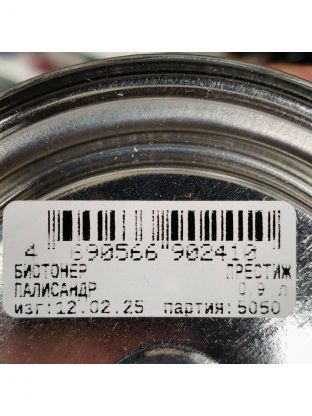 4 690566 902410
БИСТОНЕР ПРЕСТИЖ
ПАЛИСАНДР 0,9 л
изг:12.02.25 партия:5050